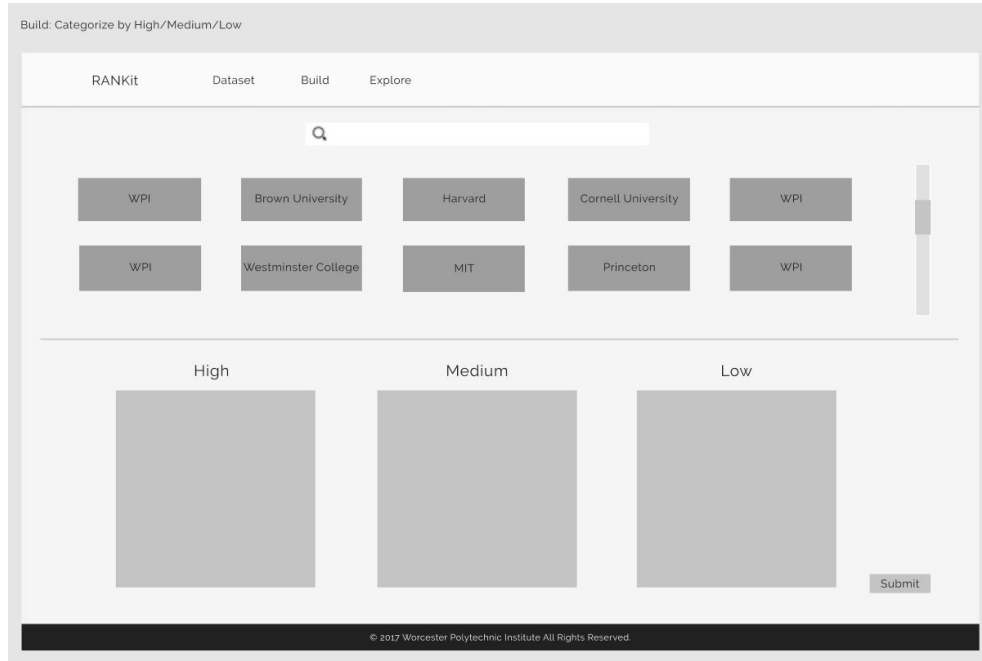 Build: Categorize by High/Medium/Low
RANKit Dataset Build Explore
WPI Brown University Harvard Cornell University WPI
WPI Westminster College MIT Princeton WPI
High Medium Low
Submit
© 2017 Worcester Polytechnic Institute All Rights Reserved.